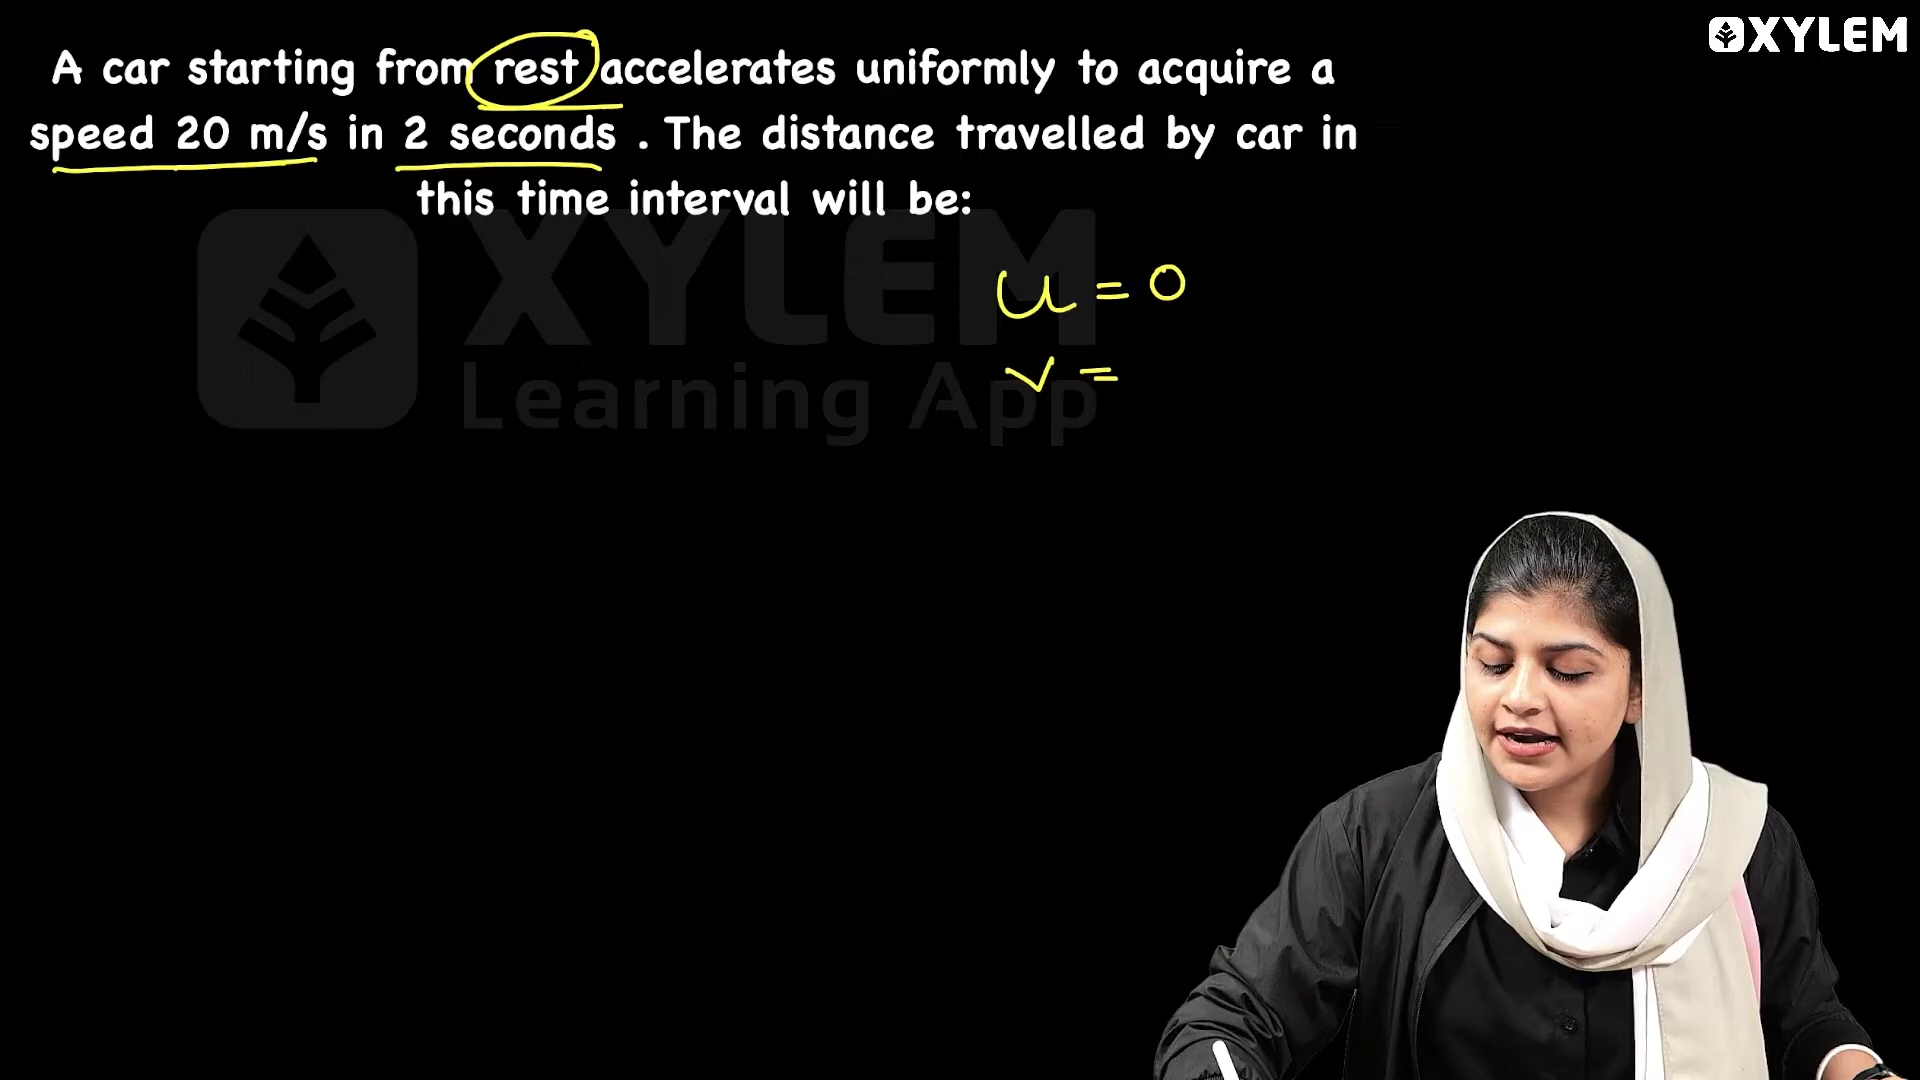 XYLEM
A car starting from rest accelerates uniformly to acquire a
speed 20 m/s in 2 seconds . The distance travelled by car in
this time interval will be:
XYLEM
Learning App
u = 0
v =